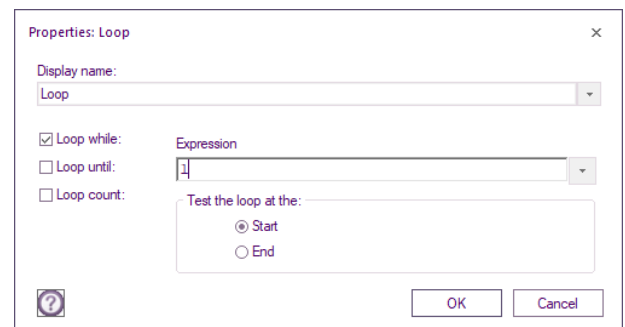 Properties: Loop
Display name:
Loop
Loop while:
Expression
Loop until:
1
Loop count:
Test the loop at the:
Start
End
?
OK
Cancel